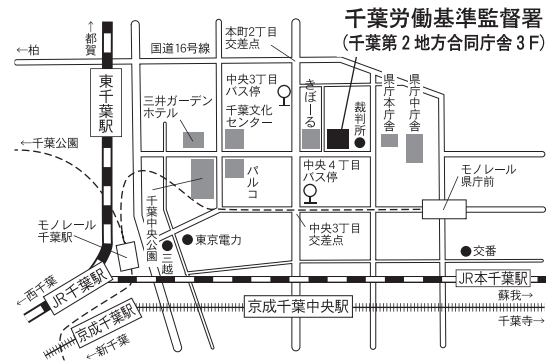 千葉労働基準監督署
(千葉第2地方合同庁舎3F)
←柏
↑都賀
国道16号線
本町2丁目
交差点
東千葉駅
三井ガーデン
ホテル
中央3丁目
バス停
千葉文化
センター
きぼーる
裁判所
県庁本庁舎
県庁中庁舎
←千葉公園
パルコ
中央4丁目
バス停
モノレール
県庁前
千葉中央公園
モノレール
千葉駅
三越
東京電力
中央3丁目
交差点
交番
←西千葉
JR千葉駅
JR本千葉駅
蘇我→
京成千葉駅
京成千葉中央駅
千葉寺→
←新千葉